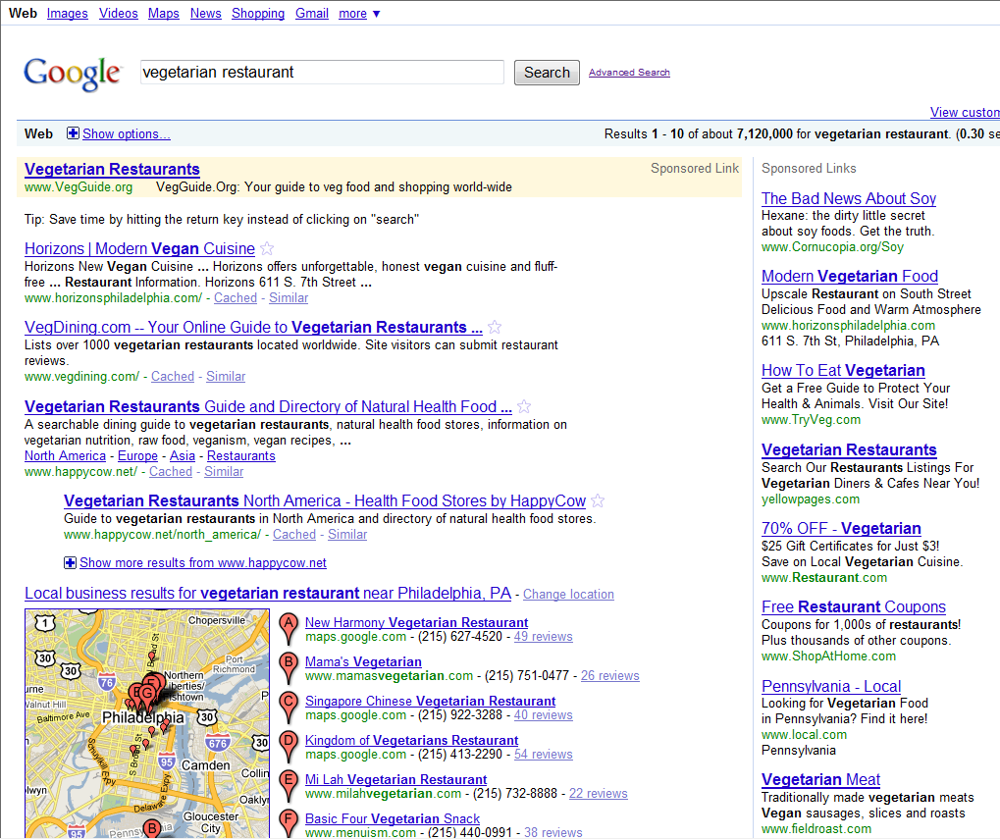 Web Images Videos Maps News Shopping Gmail more ▼
Google vegetarian restaurant Search Advanced Search
View custom
Web Show options... Results 1 - 10 of about 7,120,000 for vegetarian restaurant. (0.30 se
Vegetarian Restaurants Sponsored Link
www.VegGuide.org VegGuide.Org: Your guide to veg food and shopping world-wide
Tip: Save time by hitting the return key instead of clicking on "search"
Horizons | Modern Vegan Cuisine
Horizons New Vegan Cuisine ... Horizons offers unforgettable, honest vegan cuisine and fluff-
free ... Restaurant Information. Horizons 611 S. 7th Street ...
www.horizonsphiladelphia.com/ - Cached - Similar
VegDining.com -- Your Online Guide to Vegetarian Restaurants ...
Lists over 1000 vegetarian restaurants located worldwide. Site visitors can submit restaurant
reviews.
www.vegdining.com/ - Cached - Similar
Vegetarian Restaurants Guide and Directory of Natural Health Food ...
A searchable dining guide to vegetarian restaurants, natural health food stores, information on
vegetarian nutrition, raw food, veganism, vegan recipes, ...
North America - Europe - Asia - Restaurants
www.happycow.net/ - Cached - Similar
Vegetarian Restaurants North America - Health Food Stores by HappyCow
Guide to vegetarian restaurants in North America and directory of natural health food stores.
www.happycow.net/north_america/ - Cached - Similar
Show more results from www.happycow.net
Local business results for vegetarian restaurant near Philadelphia, PA - Change location
1
Chopersville
30
30
76
Port
Richmond
Northern
Liberties/
Fishtown
Walnut Hill
Baltimore Ave
Philadelphia
30
S Broad St
Schuylkill Expy
676
30
95
Camden
Collin
Delaware Expy
Oaklyn
Gloucester
City
95
A New Harmony Vegetarian Restaurant
maps.google.com - (215) 627-4520 - 49 reviews
B Mama's Vegetarian
www.mamasvegetarian.com - (215) 751-0477 - 26 reviews
C Singapore Chinese Vegetarian Restaurant
maps.google.com - (215) 922-3288 - 40 reviews
D Kingdom of Vegetarians Restaurant
maps.google.com - (215) 413-2290 - 54 reviews
E Mi Lah Vegetarian Restaurant
www.milahvegetarian.com - (215) 732-8888 - 22 reviews
F Basic Four Vegetarian Snack
www.menuism.com - (215) 440-0991 - 38 reviews
Sponsored Links
The Bad News About Soy
Hexane: the dirty little secret
about soy foods. Get the truth.
www.Cornucopia.org/Soy
Modern Vegetarian Food
Upscale Restaurant on South Street
Delicious Food and Warm Atmosphere
www.horizonsphiladelphia.com
611 S. 7th St, Philadelphia, PA
How To Eat Vegetarian
Get a Free Guide to Protect Your
Health & Animals. Visit Our Site!
www.TryVeg.com
Vegetarian Restaurants
Search Our Restaurants Listings For
Vegetarian Diners & Cafes Near You!
yellowpages.com
70% OFF - Vegetarian
$25 Gift Certificates for Just $3!
Save on Local Vegetarian Cuisine.
www.Restaurant.com
Free Restaurant Coupons
Coupons for 1,000s of restaurants!
Plus thousands of other coupons.
www.ShopAtHome.com
Pennsylvania - Local
Looking for Vegetarian Food
in Pennsylvania? Find it here!
www.local.com
Pennsylvania
Vegetarian Meat
Traditionally made vegetarian meats
Vegan sausages, slices and roasts
www.fieldroast.com